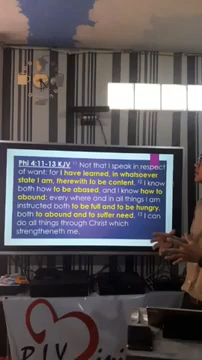 Phil 4:11-13 KJV 11 Not that I speak in respect
of want: for I have learned, in whatsoever
state I am, therewith to be content. 12 I know
both how to be abased, and I know how to
abound: every where and in all things I am
instructed both to be full and to be hungry,
both to abound and to suffer need. 13 I can
do all things through Christ which
strengtheneth me.